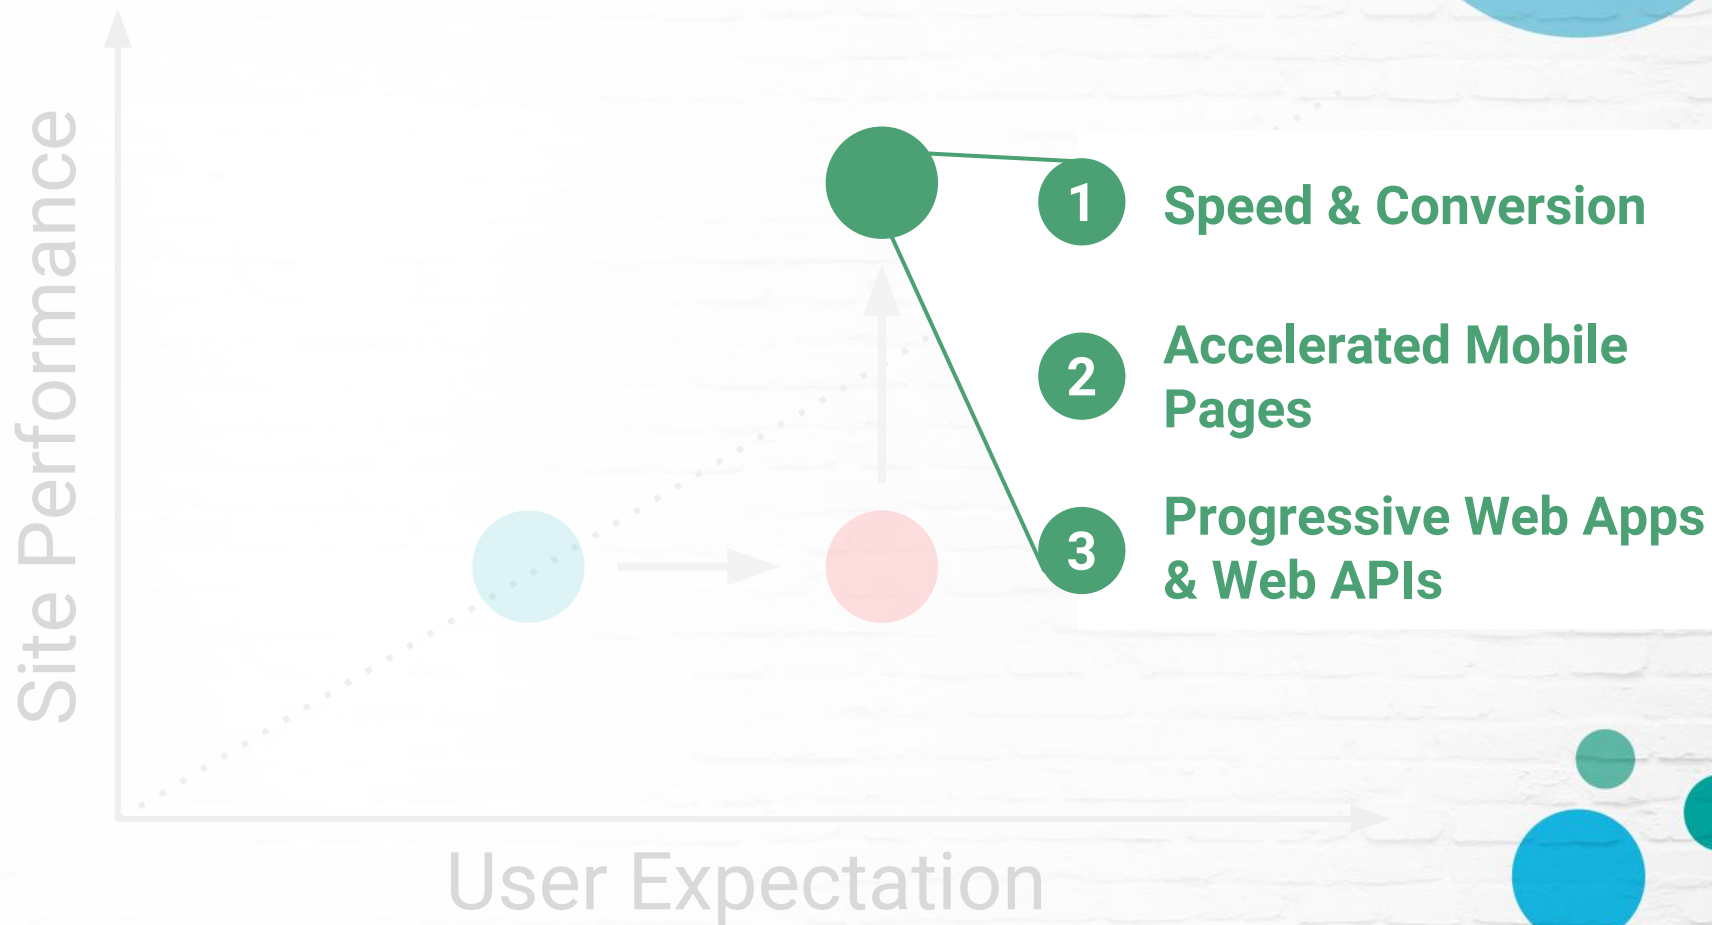 Site Performance
1
Speed & Conversion
2
Accelerated Mobile
Pages
3
Progressive Web Apps
& Web APIs
User Expectation